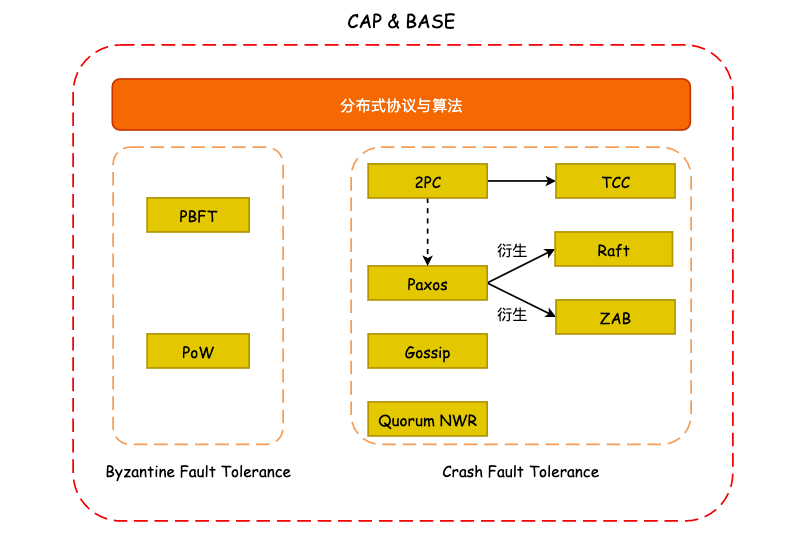 CAP & BASE
分布式协议与算法
PBFT
PoW
Byzantine Fault Tolerance
2PC
TCC
Paxos
衍生
Raft
衍生
ZAB
Gossip
Quorum NWR
Crash Fault Tolerance